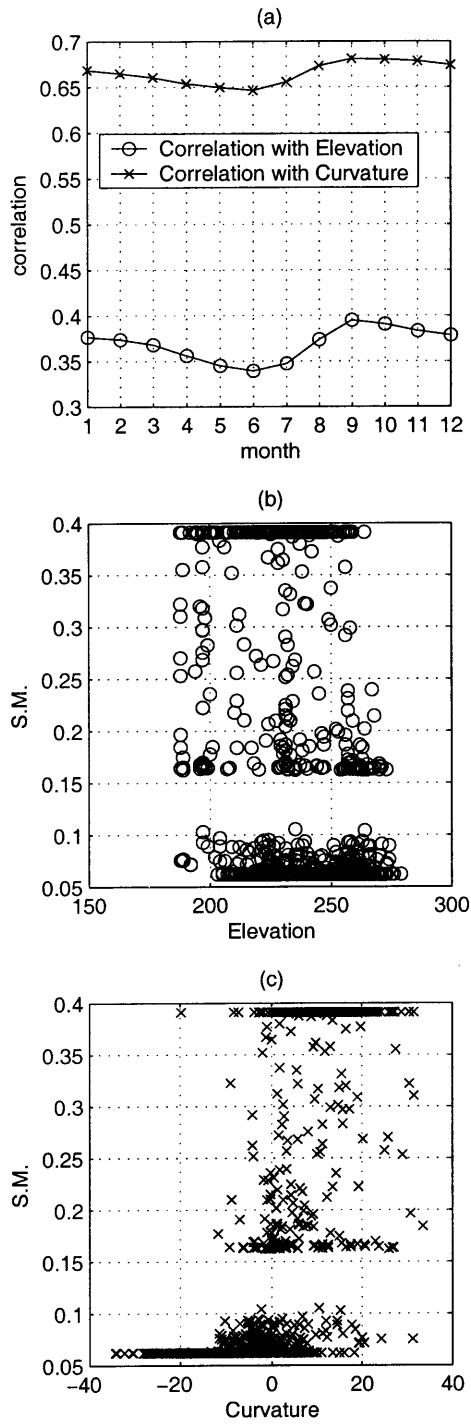 (a)
0.7
0.65
0.6
0.55
0.5
0.45
0.4
0.35
0.3
correlation
Correlation with Elevation
Correlation with Curvature
1 2 3 4 5 6 7 8 9 10 11 12
month
(b)
0.4
0.35
0.3
0.25
0.2
0.15
0.1
0.05
S.M.
150 200 250 300
Elevation
(c)
0.4
0.35
0.3
0.25
0.2
0.15
0.1
0.05
S.M.
−40 −20 0 20 40
Curvature